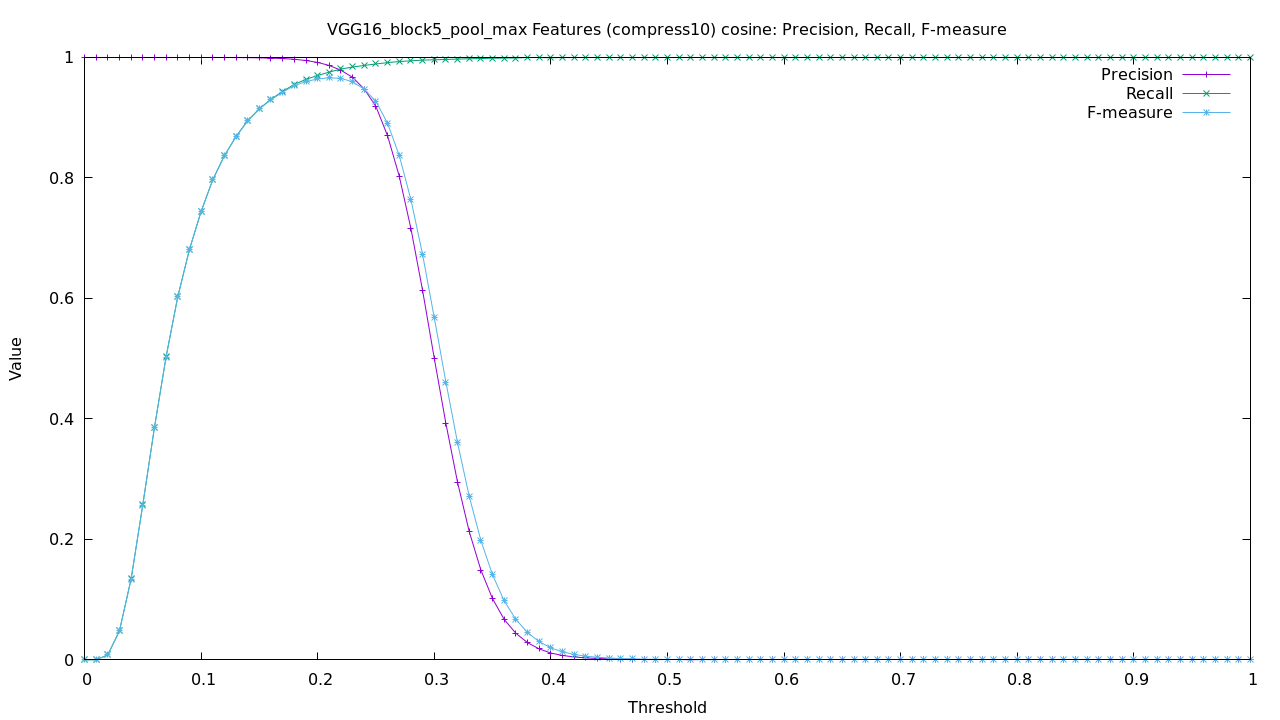 VGG16_block5_pool_max Features (compress10) cosine: Precision, Recall, F-measure
Precision
Recall
F-measure
1
0.8
0.6
0.4
0.2
0
Value
0 0.1 0.2 0.3 0.4 0.5 0.6 0.7 0.8 0.9 1
Threshold